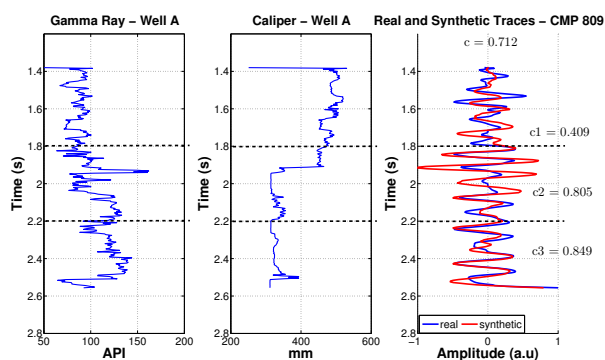 Gamma Ray − Well A
1.4
1.6
1.8
2
2.2
2.4
2.6
2.8
50
100
150
200
Time (s)
API
Caliper − Well A
1.4
1.6
1.8
2
2.2
2.4
2.6
2.8
200
400
600
Time (s)
mm
Real and Synthetic Traces − CMP 809
c = 0.712
c1 = 0.409
c2 = 0.805
c3 = 0.849
1.4
1.6
1.8
2
2.2
2.4
2.6
2.8
−1
0
1
Time (s)
real
synthetic
Amplitude (a.u)